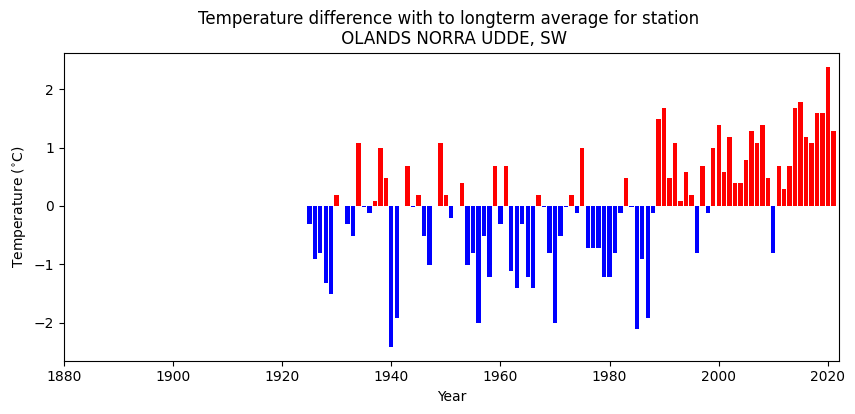 Temperature difference with to longterm average for station
OLANDS NORRA UDDE, SW
Temperature (°C)
2
1
0
−1
−2
1880 1900 1920 1940 1960 1980 2000 2020
Year